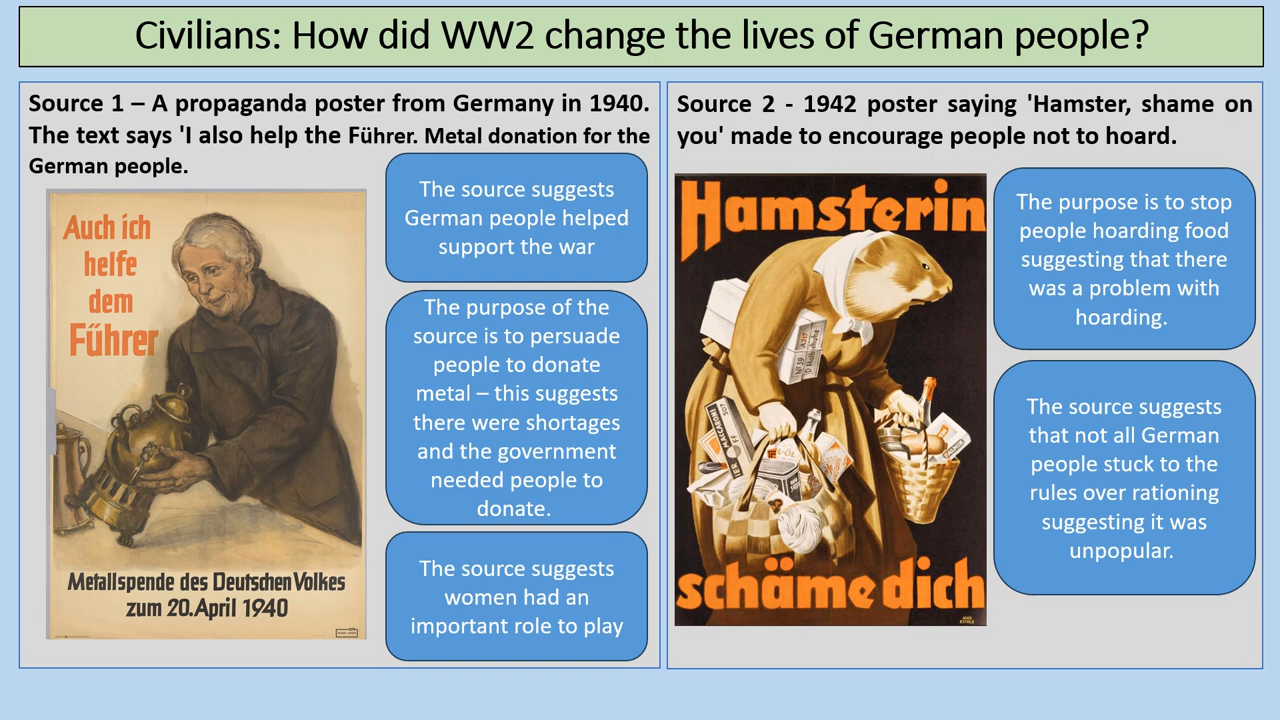 Civilians: How did WW2 change the lives of German people?
Source 1 – A propaganda poster from Germany in 1940.
The text says 'I also help the Führer. Metal donation for the
German people.
The source suggests
German people helped
support the war
The purpose of the
source is to persuade
people to donate
metal – this suggests
there were shortages
and the government
needed people to
donate.
The source suggests
women had an
important role to play
Auch ich
helfe
dem
Führer
Metallspende des Deutschen Volkes
zum 20. April 1940
Source 2 - 1942 poster saying 'Hamster, shame on
you' made to encourage people not to hoard.
Hamsterin
schäme dich
MACCARONI
The purpose is to stop
people hoarding food
suggesting that there
was a problem with
hoarding.
The source suggests
that not all German
people stuck to the
rules over rationing
suggesting it was
unpopular.